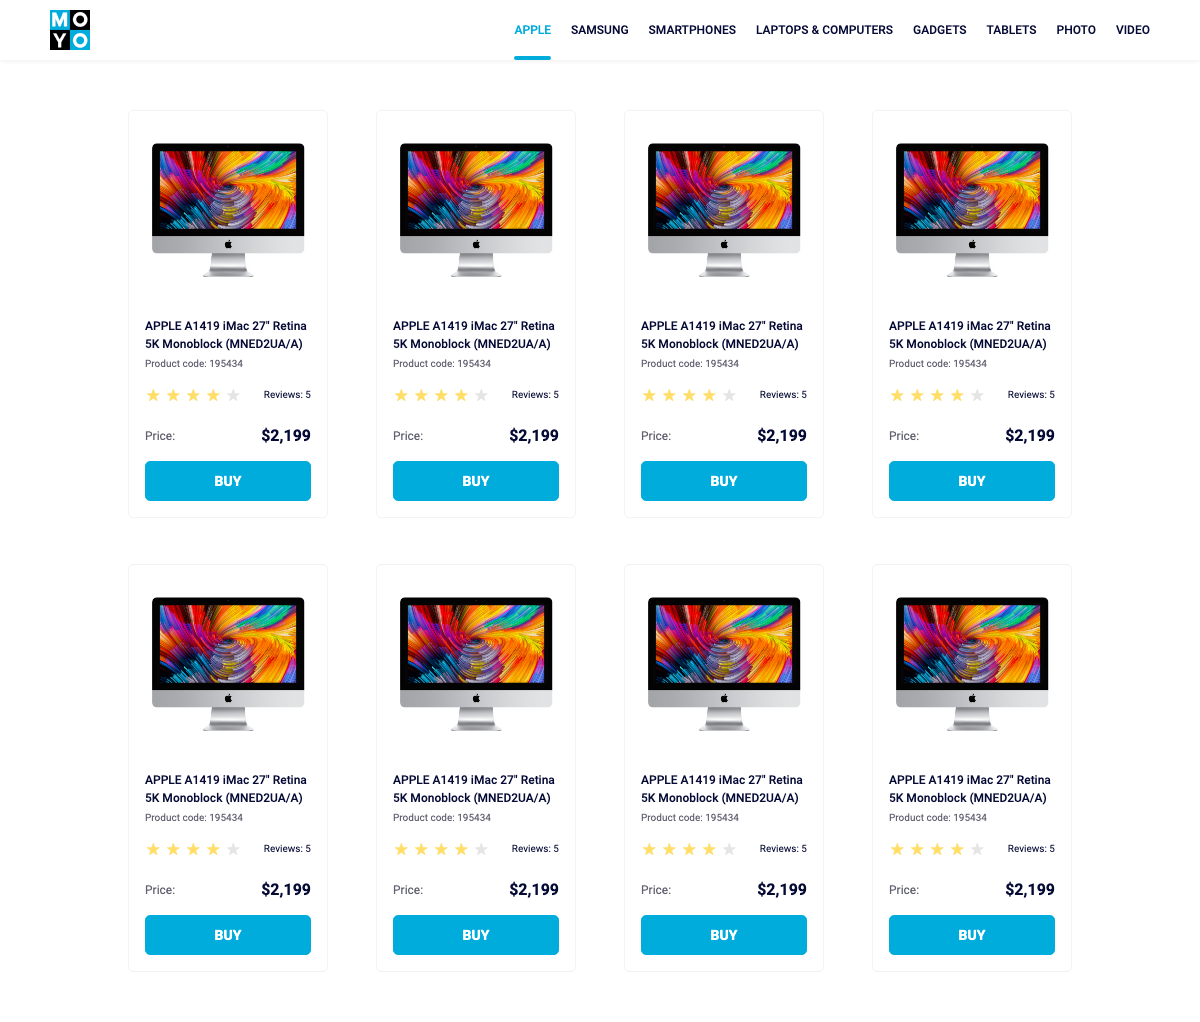 MO
YO
APPLE SAMSUNG SMARTPHONES LAPTOPS & COMPUTERS GADGETS TABLETS PHOTO VIDEO
APPLE A1419 iMac 27" Retina
5K Monoblock (MNED2UA/A)
Product code: 195434
Reviews: 5
Price: $2,199
BUY
APPLE A1419 iMac 27" Retina
5K Monoblock (MNED2UA/A)
Product code: 195434
Reviews: 5
Price: $2,199
BUY
APPLE A1419 iMac 27" Retina
5K Monoblock (MNED2UA/A)
Product code: 195434
Reviews: 5
Price: $2,199
BUY
APPLE A1419 iMac 27" Retina
5K Monoblock (MNED2UA/A)
Product code: 195434
Reviews: 5
Price: $2,199
BUY
APPLE A1419 iMac 27" Retina
5K Monoblock (MNED2UA/A)
Product code: 195434
Reviews: 5
Price: $2,199
BUY
APPLE A1419 iMac 27" Retina
5K Monoblock (MNED2UA/A)
Product code: 195434
Reviews: 5
Price: $2,199
BUY
APPLE A1419 iMac 27" Retina
5K Monoblock (MNED2UA/A)
Product code: 195434
Reviews: 5
Price: $2,199
BUY
APPLE A1419 iMac 27" Retina
5K Monoblock (MNED2UA/A)
Product code: 195434
Reviews: 5
Price: $2,199
BUY